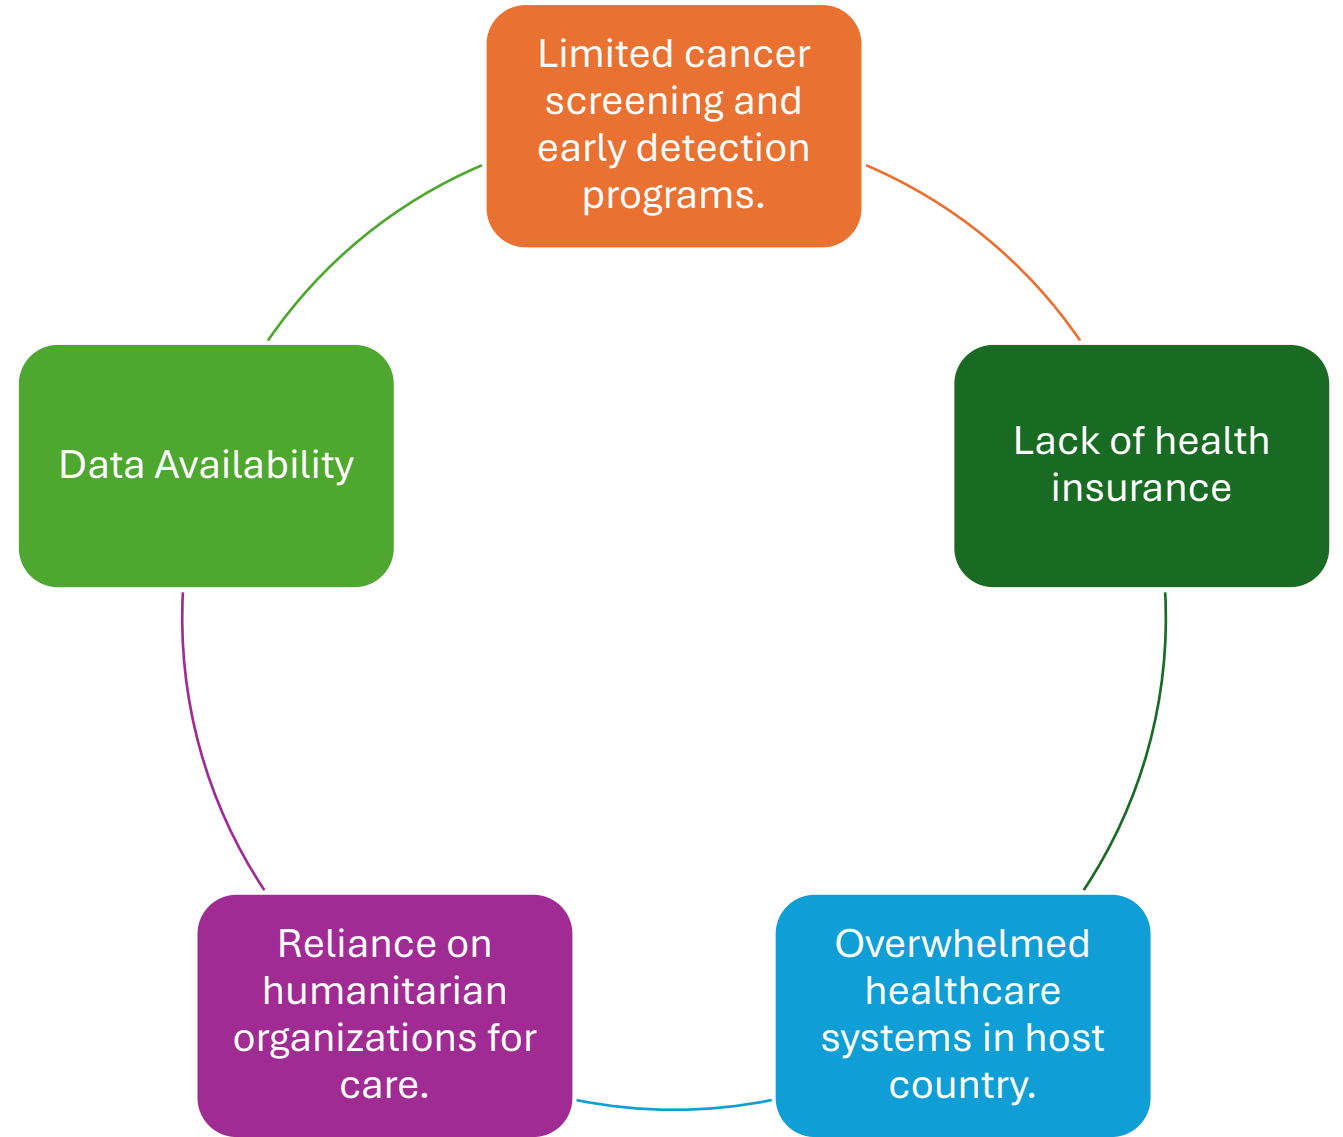 Limited cancer
screening and
early detection
programs.
Lack of health
insurance
Overwhelmed
healthcare
systems in host
country.
Reliance on
humanitarian
organizations for
care.
Data Availability